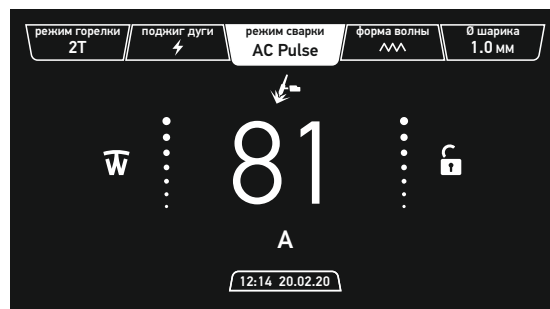 режим горелки
2T
поджиг дуги
режим сварки
AC Pulse
форма волны
Ø шарика
1.0 мм
81
A
12:14 20.02.20